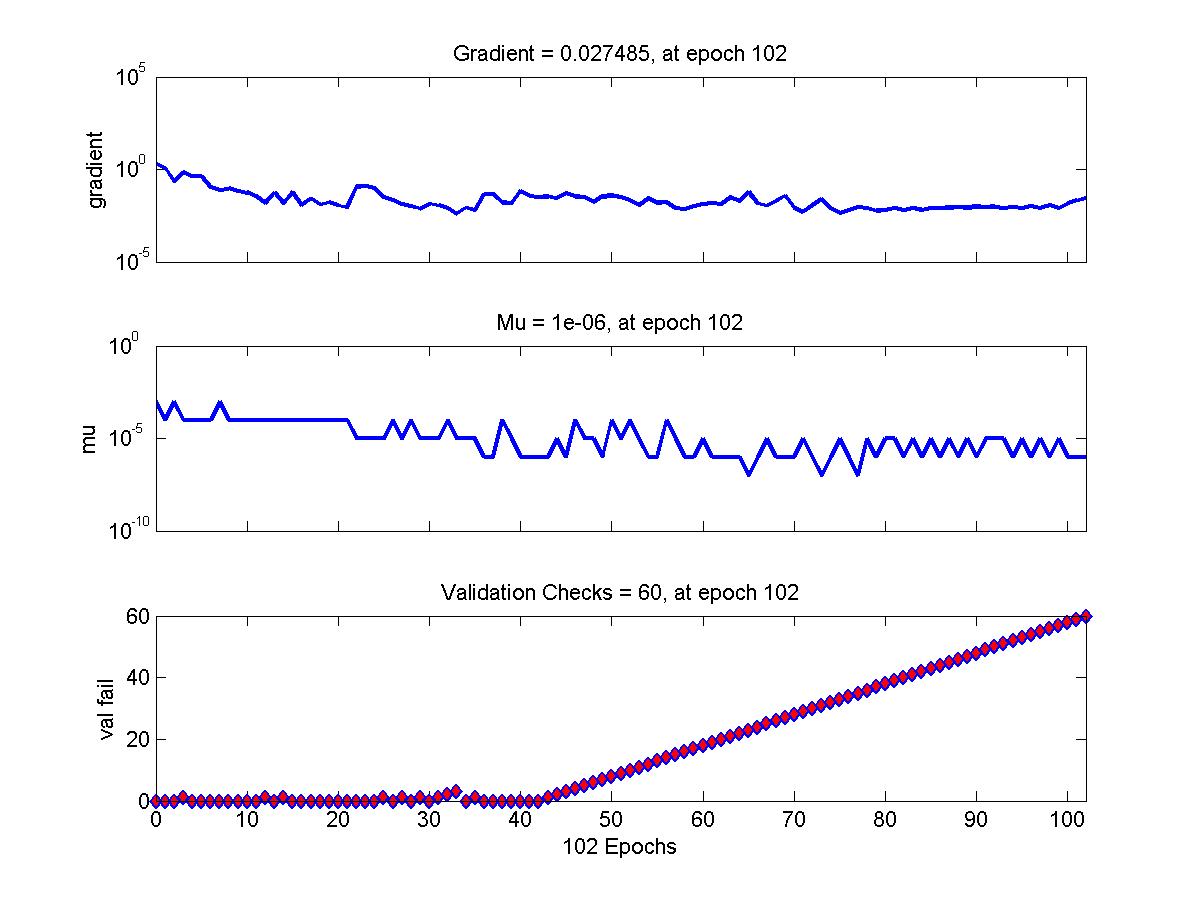 Gradient = 0.027485, at epoch 102
10^5
10^0
10^-5
gradient
Mu = 1e-06, at epoch 102
10^0
10^-5
10^-10
mu
Validation Checks = 60, at epoch 102
60
40
20
0
val fail
0 10 20 30 40 50 60 70 80 90 100
102 Epochs